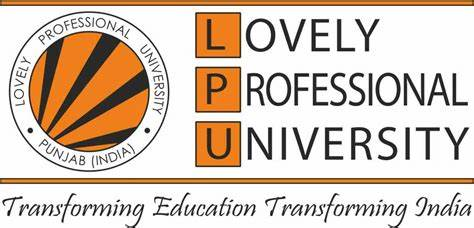 LOVELY PROFESSIONAL UNIVERSITY
• PUNJAB (INDIA) •
LOVELY
PROFESSIONAL
UNIVERSITY
Transforming Education Transforming India